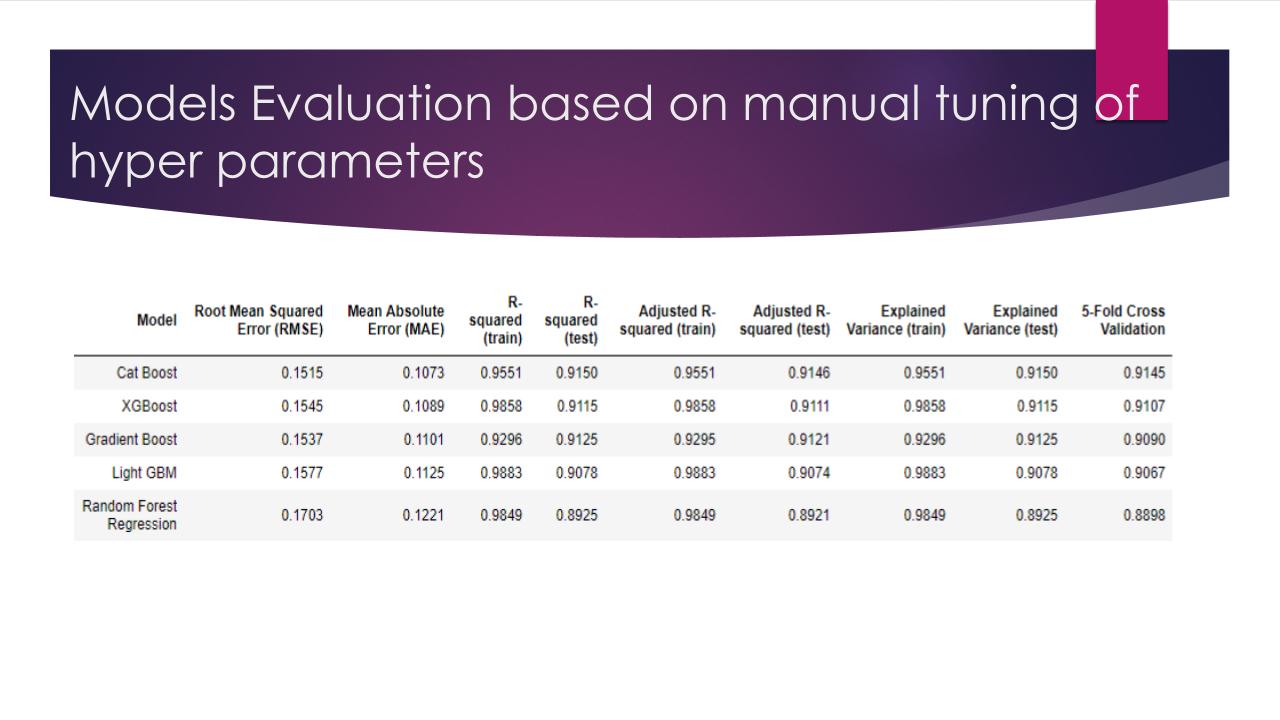 Models Evaluation based on manual tuning of
hyper parameters
Model Root Mean Squared Error (RMSE) Mean Absolute Error (MAE) R-squared (train) R-squared (test) Adjusted R-squared (train) Adjusted R-squared (test) Explained Variance (train) Explained Variance (test) 5-Fold Cross Validation
Cat Boost 0.1515 0.1073 0.9551 0.9150 0.9551 0.9146 0.9551 0.9150 0.9145
XGBoost 0.1545 0.1089 0.9858 0.9115 0.9858 0.9111 0.9858 0.9115 0.9107
Gradient Boost 0.1537 0.1101 0.9296 0.9125 0.9295 0.9121 0.9296 0.9125 0.9090
Light GBM 0.1577 0.1125 0.9883 0.9078 0.9883 0.9074 0.9883 0.9078 0.9067
Random Forest Regression 0.1703 0.1221 0.9849 0.8925 0.9849 0.8921 0.9849 0.8925 0.8898